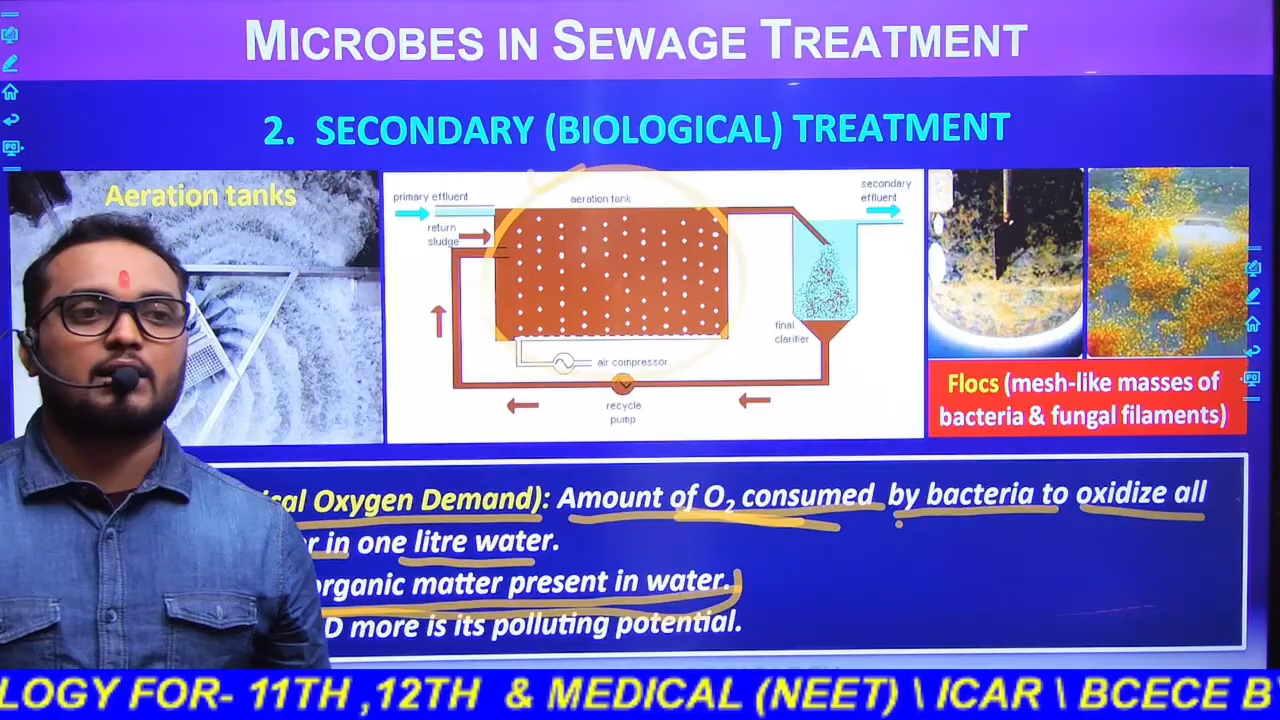 MICROBES IN SEWAGE TREATMENT
2. SECONDARY (BIOLOGICAL) TREATMENT
Aeration tanks
primary effluent
return
sludge
aeration tank
secondary
effluent
final
clarifier
air compressor
recycle
pump
Flocs (mesh-like masses of
bacteria & fungal filaments)
ical Oxygen Demand): Amount of O₂ consumed by bacteria to oxidize all
r in one litre water.
organic matter present in water.
D more is its polluting potential.
LOGY FOR- 11TH ,12TH & MEDICAL (NEET) \ ICAR \ BCECE B